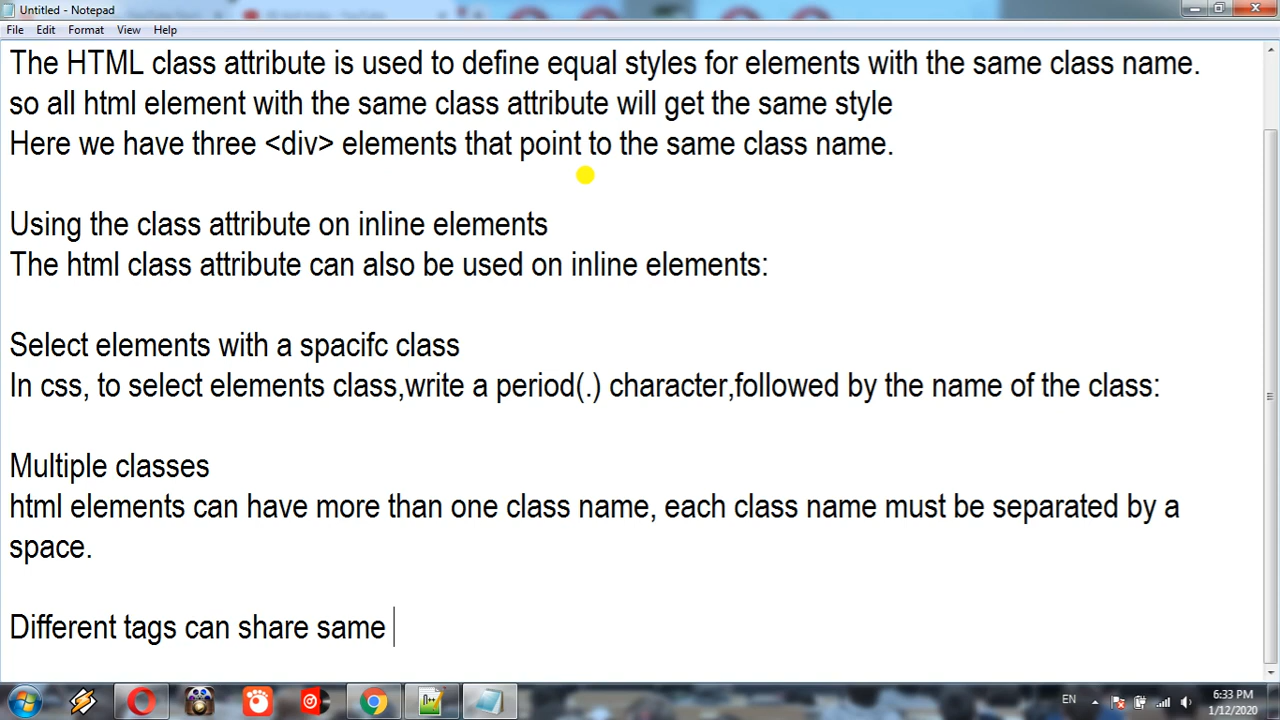 Untitled - Notepad
File Edit Format View Help
The HTML class attribute is used to define equal styles for elements with the same class name.
so all html element with the same class attribute will get the same style
Here we have three <div> elements that point to the same class name.
Using the class attribute on inline elements
The html class attribute can also be used on inline elements:
Select elements with a spacifc class
In css, to select elements class,write a period(.) character,followed by the name of the class:
Multiple classes
html elements can have more than one class name, each class name must be separated by a
space.
Different tags can share same
EN
6:33 PM
1/12/2020